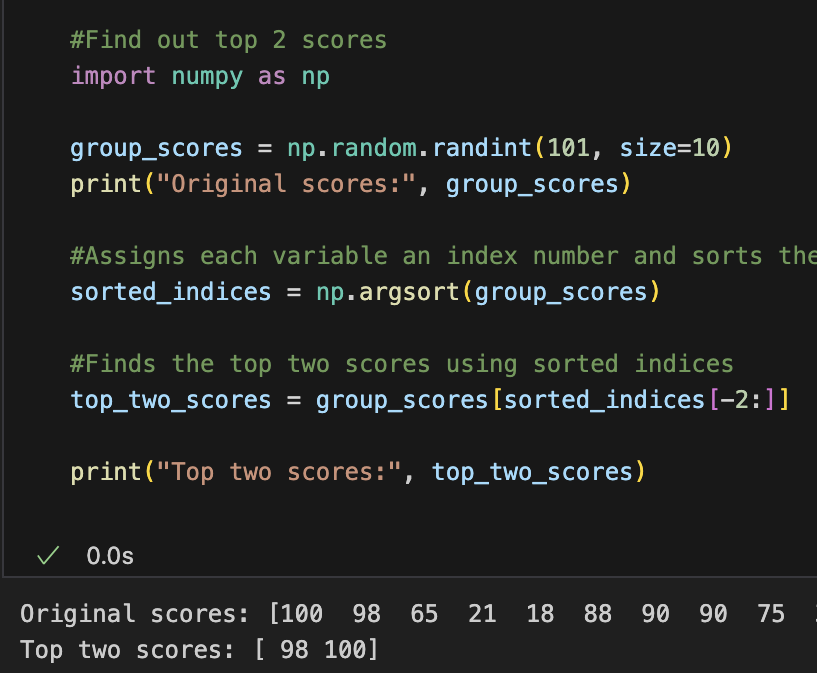 #Find out top 2 scores
import numpy as np
group_scores = np.random.randint(101, size=10)
print("Original scores:", group_scores)
#Assigns each variable an index number and sorts the
sorted_indices = np.argsort(group_scores)
#Finds the top two scores using sorted indices
top_two_scores = group_scores[sorted_indices[-2:]]
print("Top two scores:", top_two_scores)
0.0s
Original scores: [100  98  65  21  18  88  90  90  75
Top two scores: [ 98 100]